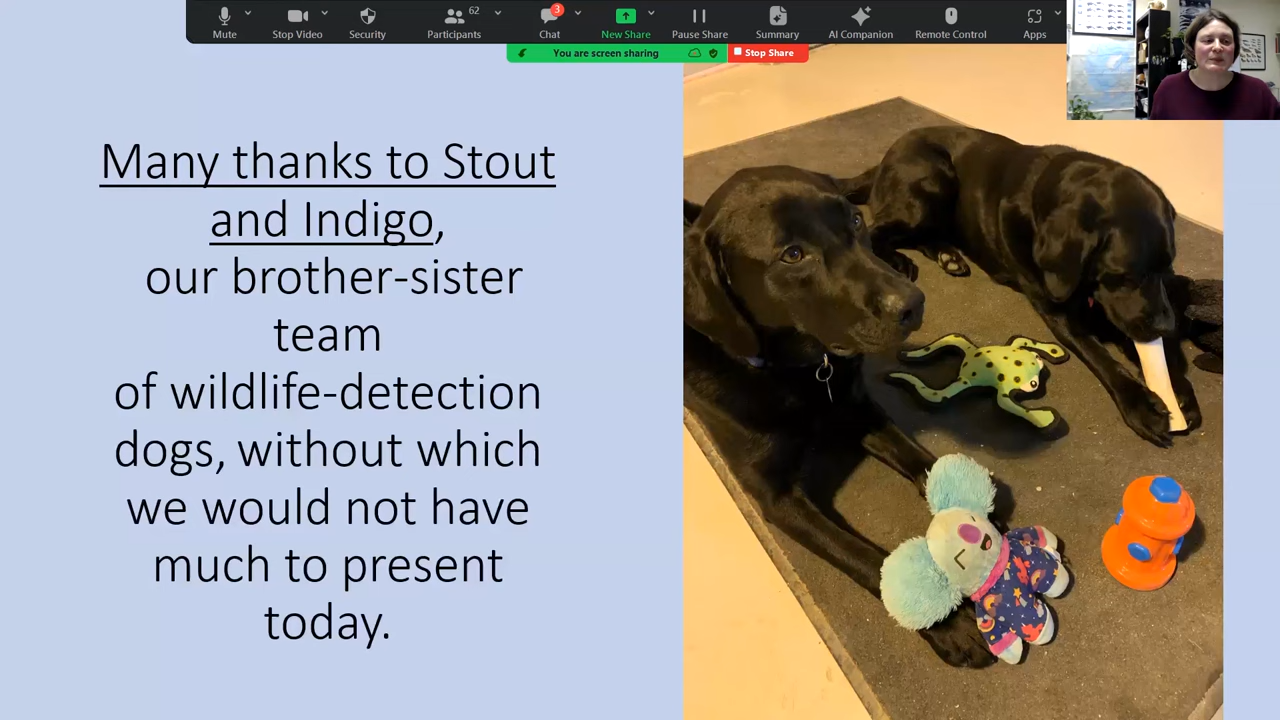 62
3
Mute
Stop Video
Security
Participants
Chat
New Share
Pause Share
Summary
AI Companion
Remote Control
Apps
You are screen sharing
Stop Share
Many thanks to Stout
and Indigo,
our brother-sister
team
of wildlife-detection
dogs, without which
we would not have
much to present
today.